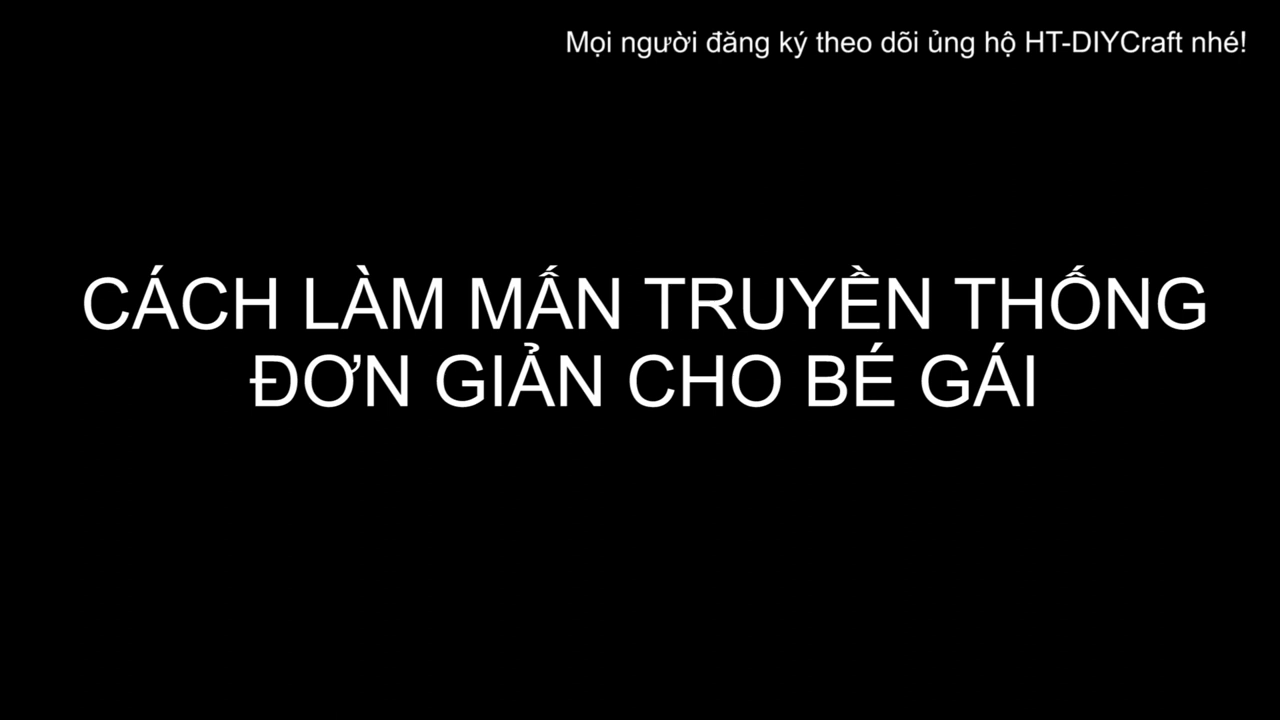 Mọi người đăng ký theo dõi ủng hộ HT-DIYCraft nhé!
CÁCH LÀM MẤN TRUYỀN THỐNG
ĐƠN GIẢN CHO BÉ GÁI